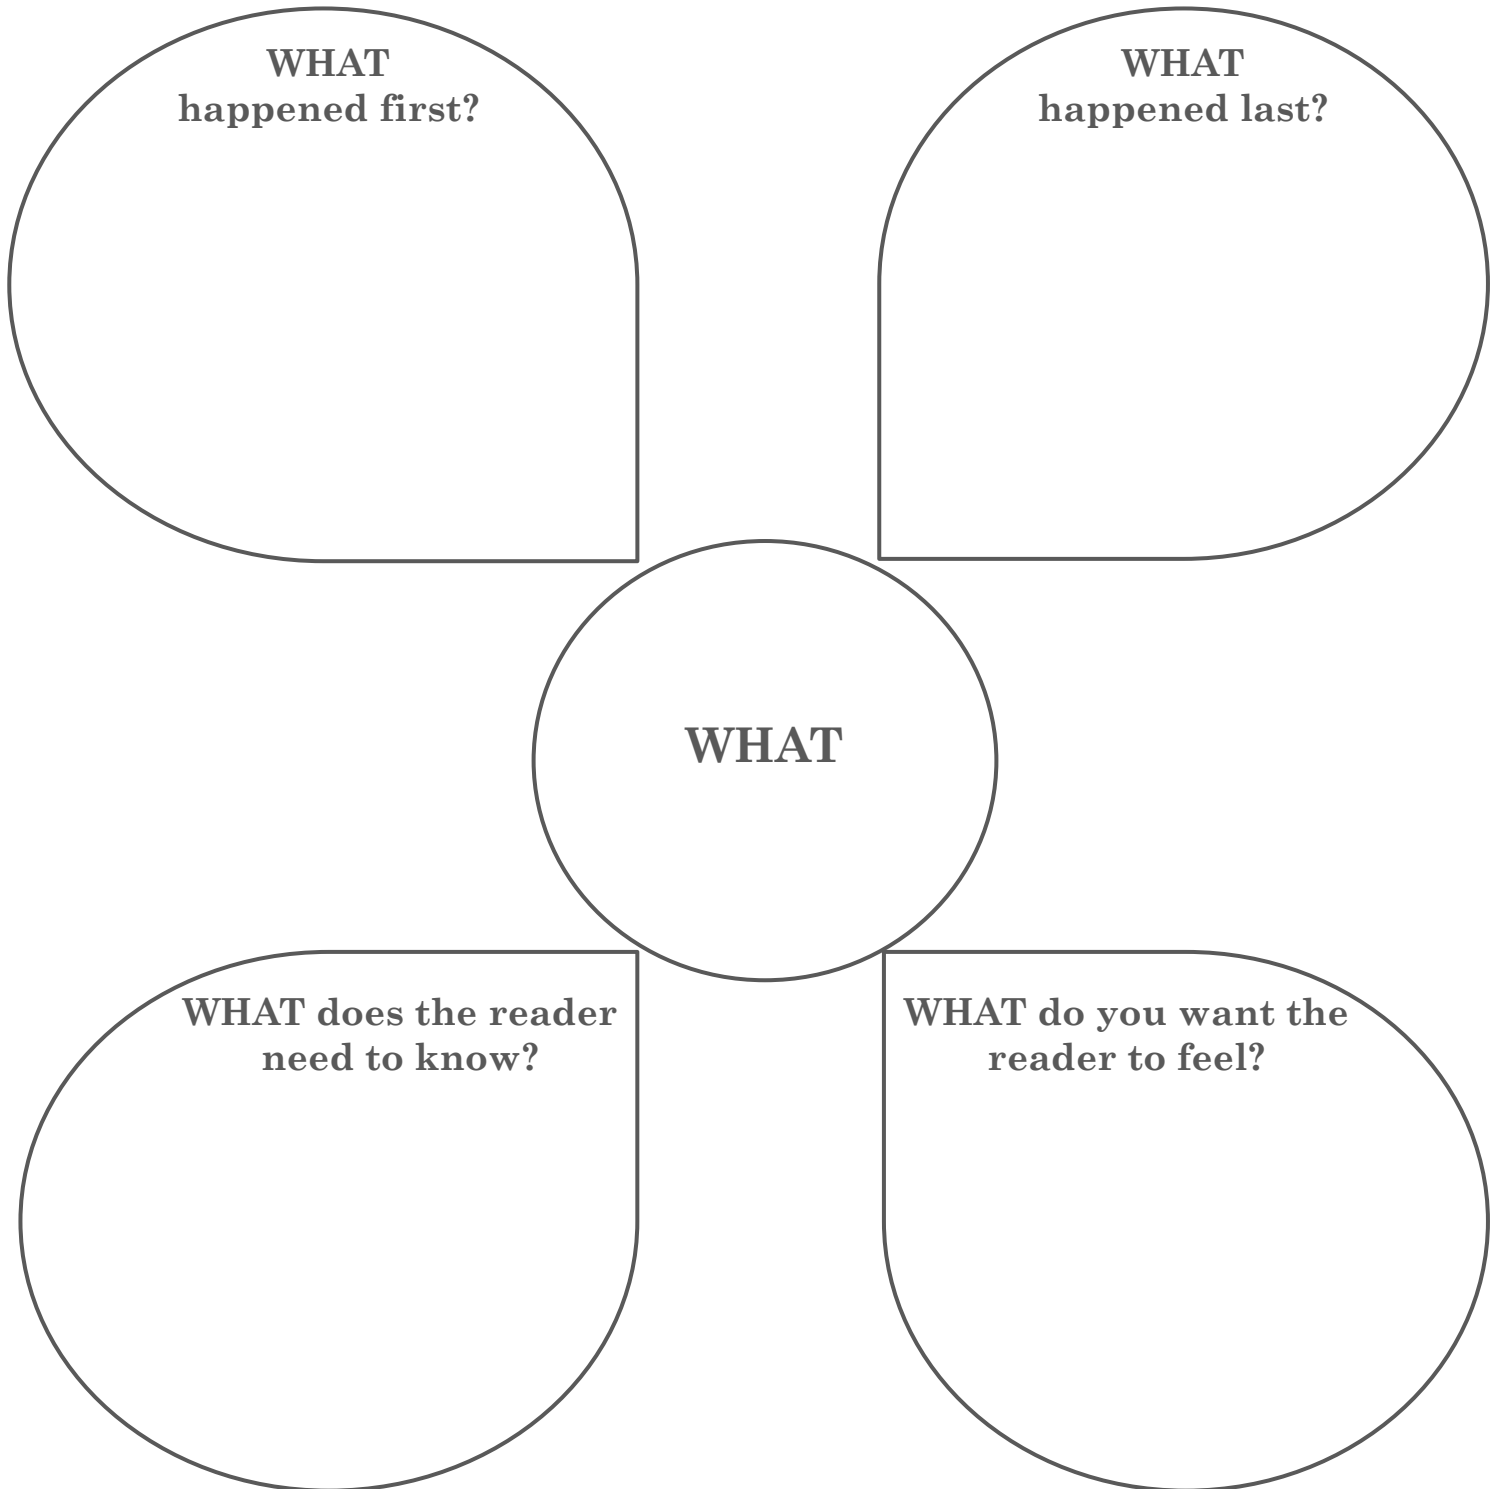 WHAT
happened first?
WHAT
happened last?
WHAT
WHAT does the reader
need to know?
WHAT do you want the
reader to feel?